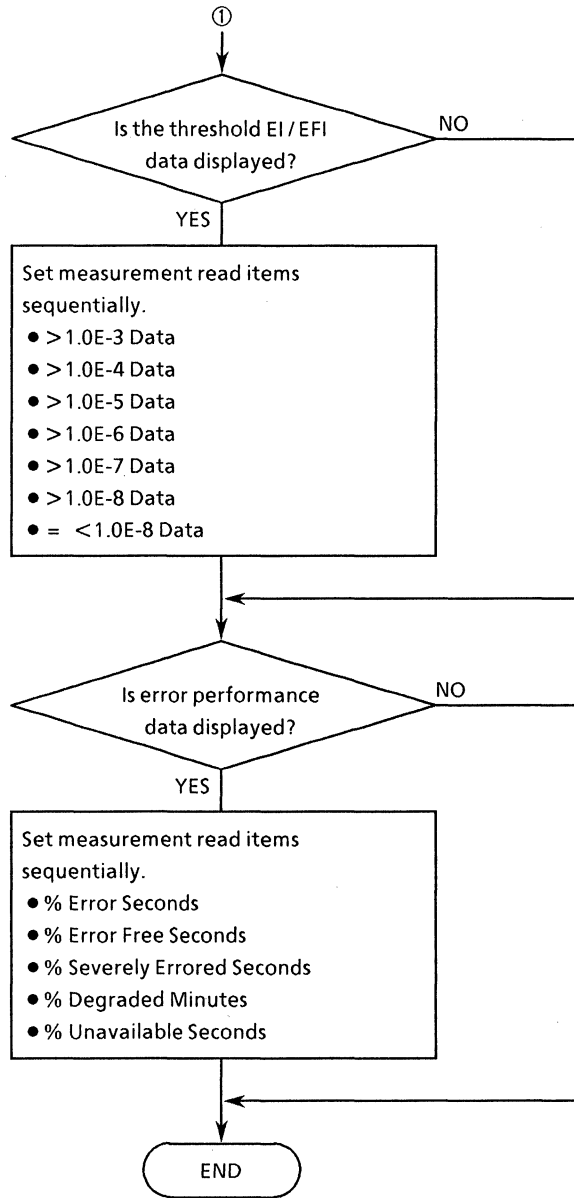 ①
Is the threshold EI / EFI
data displayed?
NO
YES
Set measurement read items
sequentially.
● >1.0E-3 Data
● >1.0E-4 Data
● >1.0E-5 Data
● >1.0E-6 Data
● >1.0E-7 Data
● >1.0E-8 Data
● = <1.0E-8 Data
Is error performance
data displayed?
NO
YES
Set measurement read items
sequentially.
● % Error Seconds
● % Error Free Seconds
● % Severely Errored Seconds
● % Degraded Minutes
● % Unavailable Seconds
END